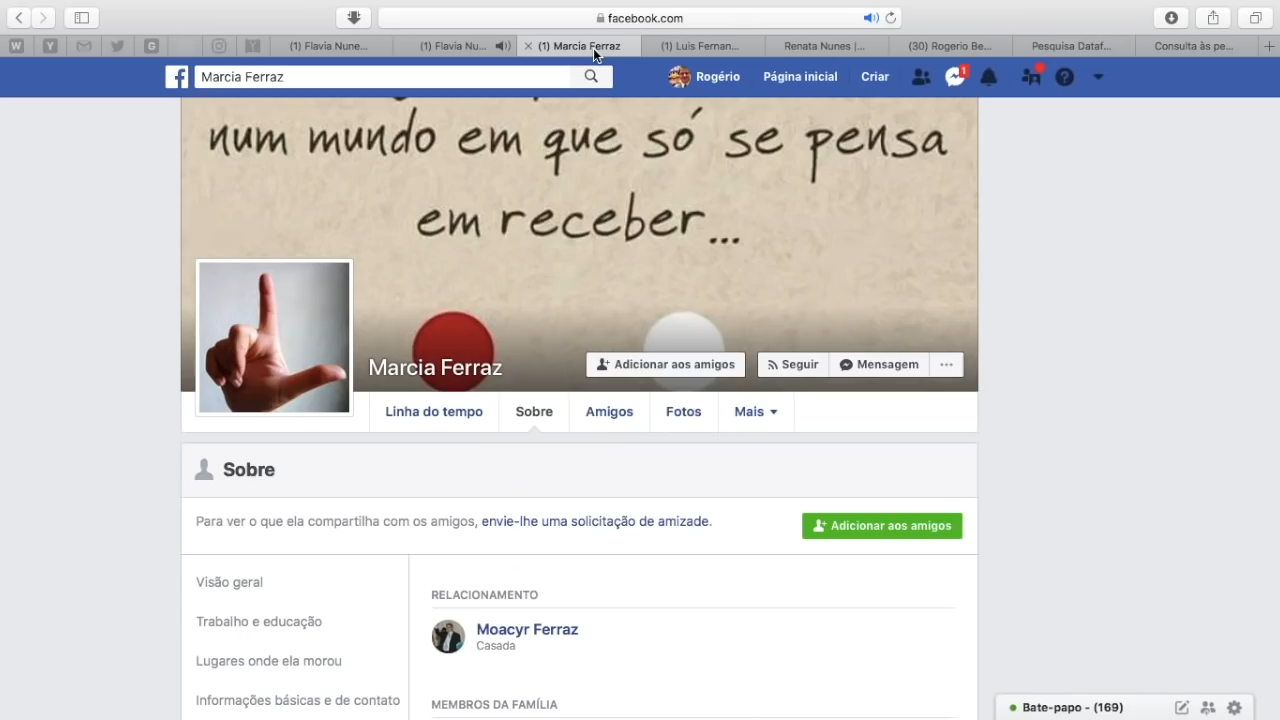 facebook.com
W Y G Y (1) Flavia Nune... (1) Flavia Nu... (1) Marcia Ferraz (1) Luis Fernan... Renata Nunes |... (30) Rogerio Be... Pesquisa Dataf... Consulta às pe...
Marcia Ferraz Rogério Página inicial Criar 1
num mundo em que só se pensa
em receber...
Marcia Ferraz Adicionar aos amigos Seguir Mensagem ...
Linha do tempo Sobre Amigos Fotos Mais
Sobre
Para ver o que ela compartilha com os amigos, envie-lhe uma solicitação de amizade. Adicionar aos amigos
Visão geral
RELACIONAMENTO
Trabalho e educação
Moacyr Ferraz
Casada
Lugares onde ela morou
Informações básicas e de contato
MEMBROS DA FAMÍLIA
Bate-papo - (169)